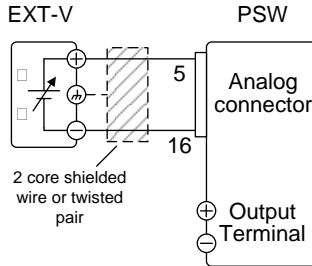 EXT-V
PSW
5
Analog
connector
16
2 core shielded
wire or twisted
pair
Output
Terminal